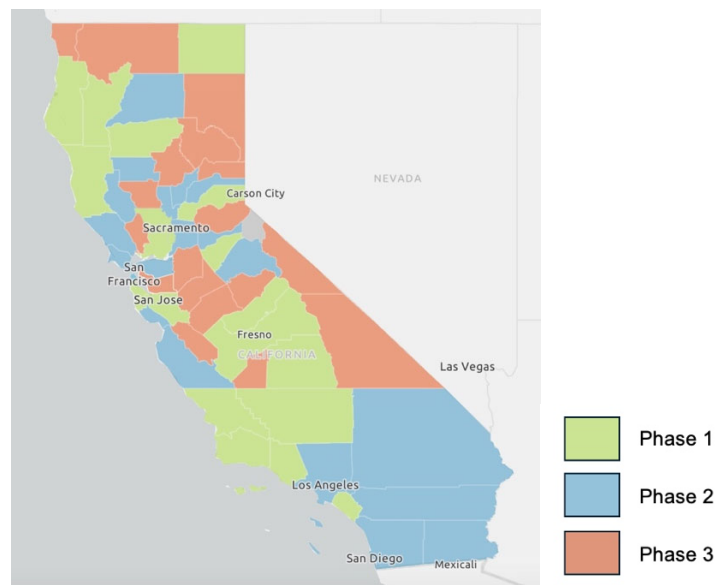 NEVADA
Carson City
Sacramento
San
Francisco
San Jose
Fresno
CALIFORNIA
Las Vegas
Los Angeles
San Diego
Mexicali
Phase 1
Phase 2
Phase 3